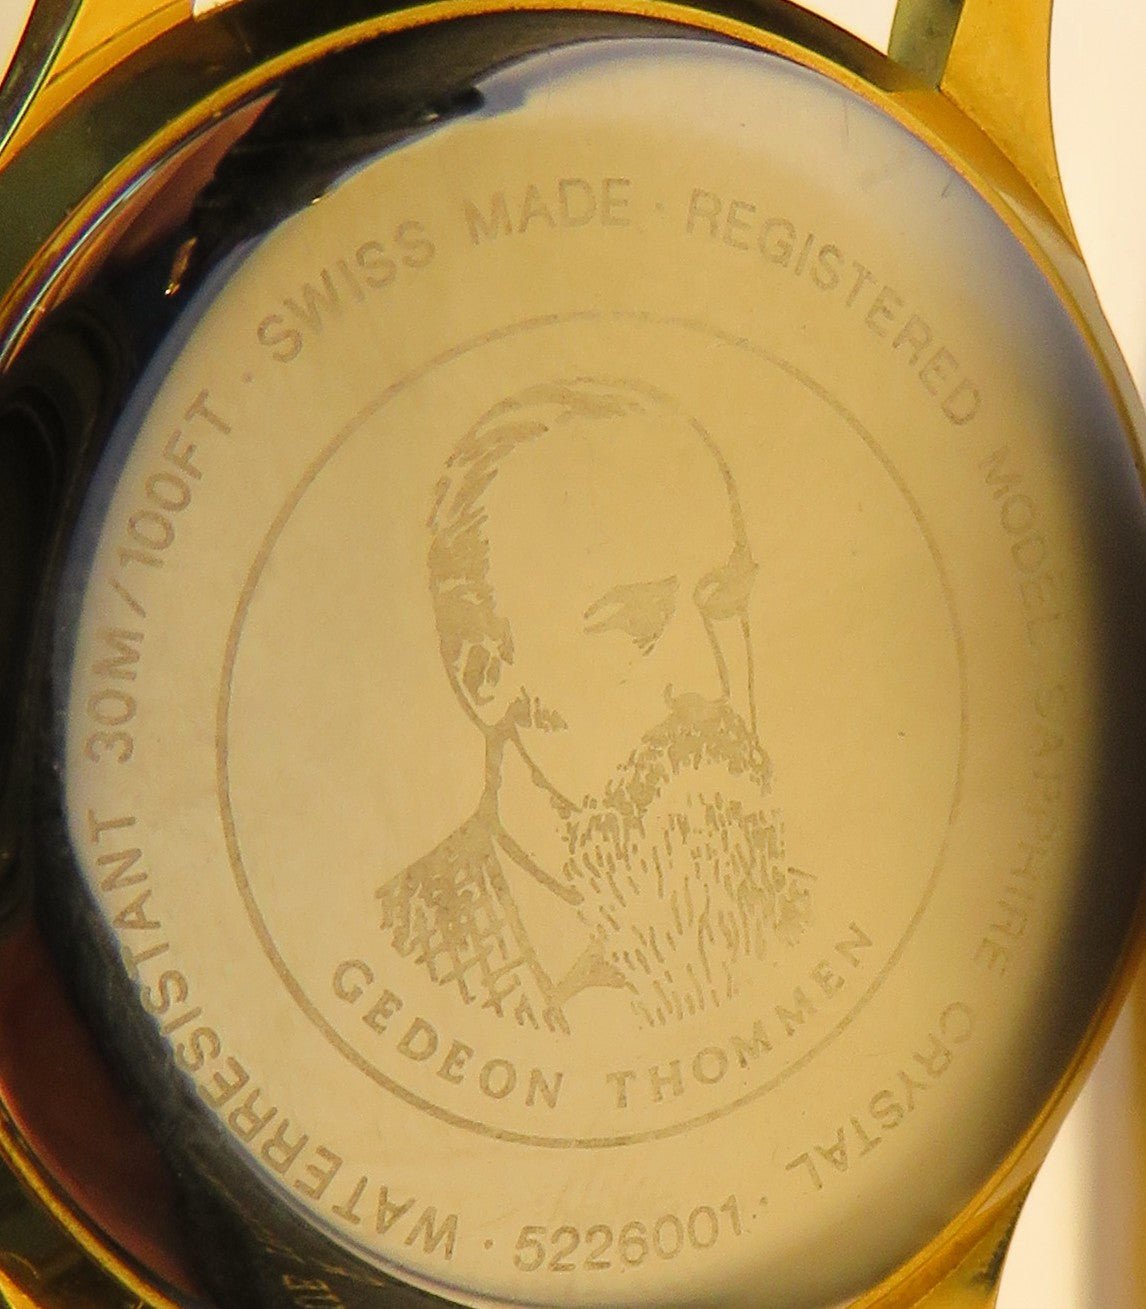 WATERRESISTANT 30M/100FT · SWISS MADE · REGISTERED MODEL SAPPHIRE CRYSTAL · 5226001 ·
GEDEON THOMMEN